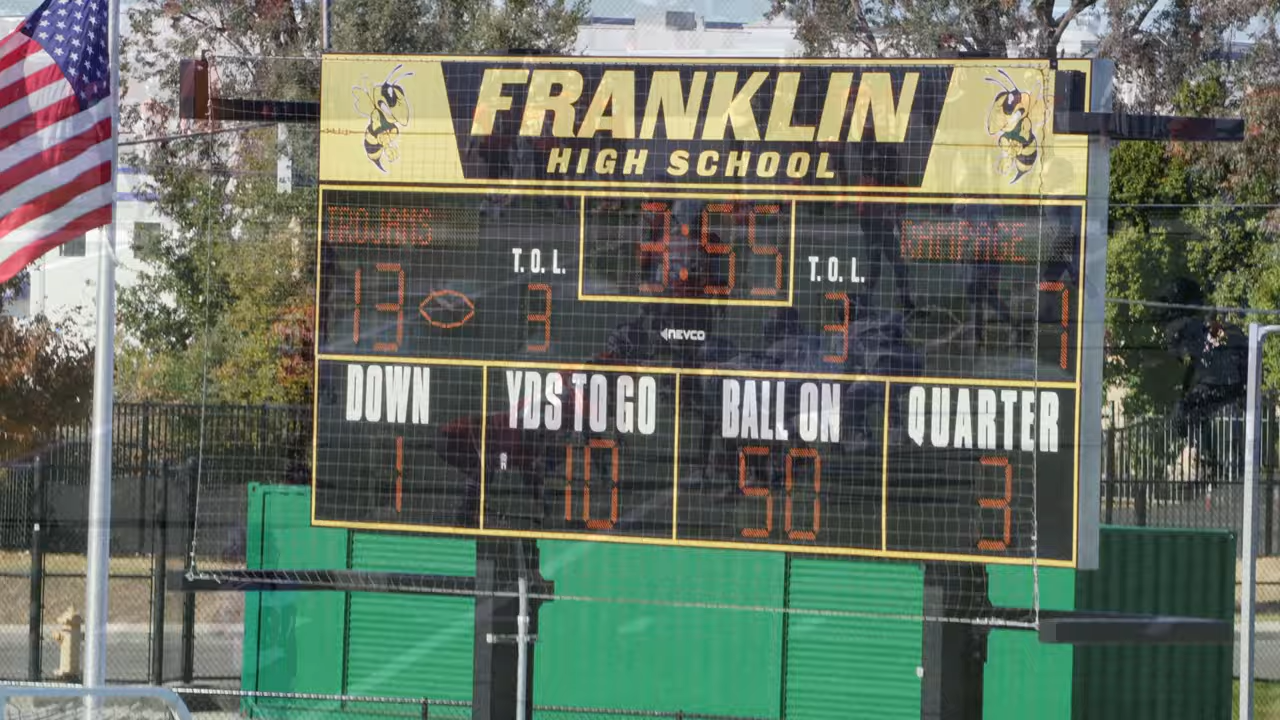 FRANKLIN
HIGH SCHOOL
TROJANS
3:55
RAMPAGE
T.O.L.
T.O.L.
13
3
3
7
NEVCO
DOWN
YDS TO GO
BALL ON
QUARTER
1
10
50
3